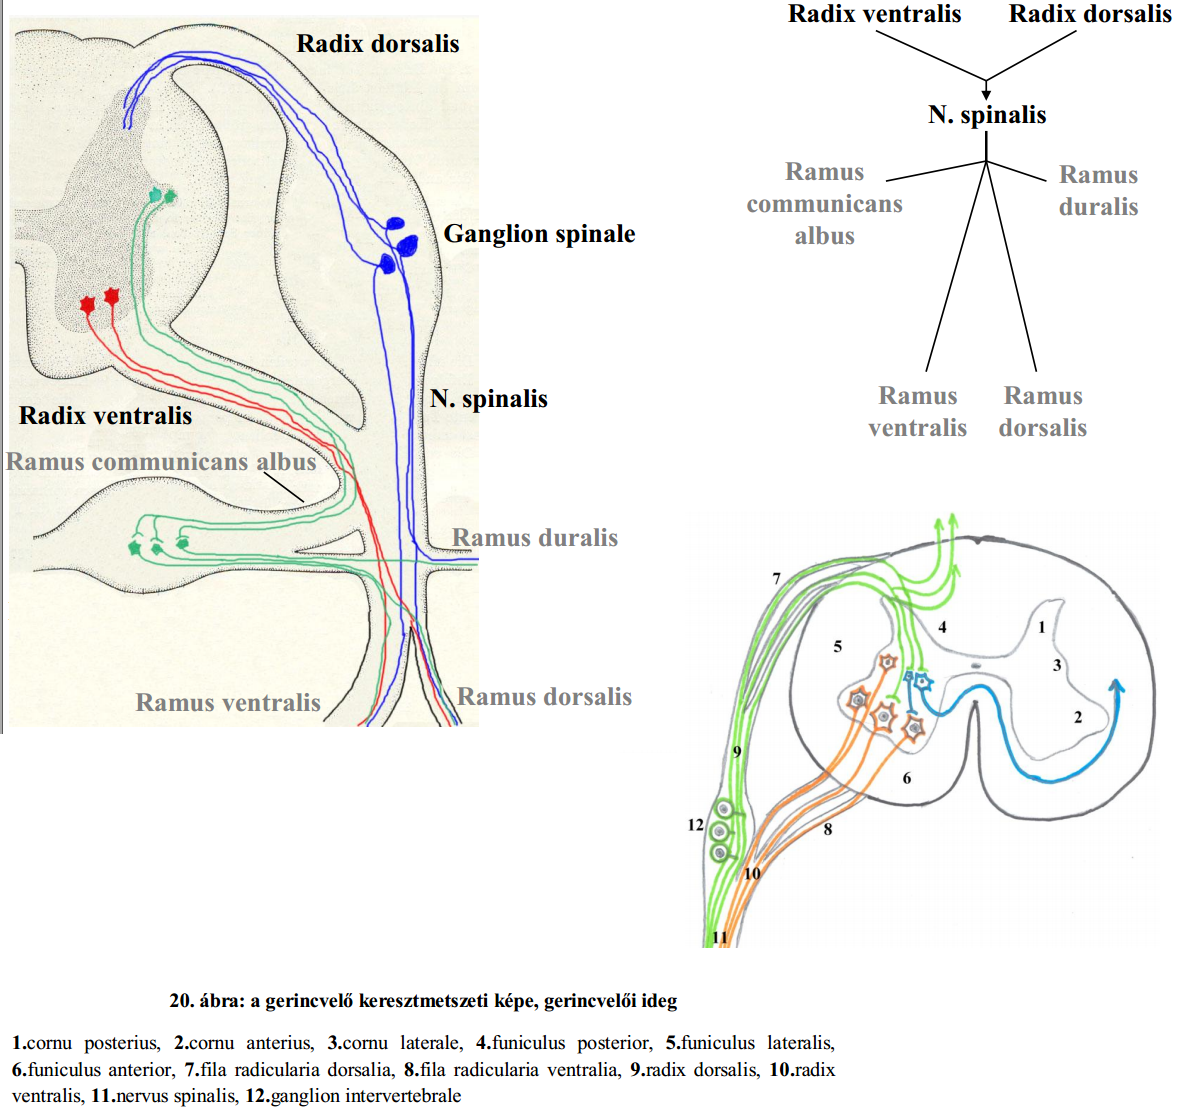 Radix dorsalis
Ganglion spinale
N. spinalis
Radix ventralis
Ramus communicans albus
Ramus duralis
Ramus ventralis
Ramus dorsalis
Radix ventralis
Radix dorsalis
N. spinalis
Ramus
communicans
albus
Ramus
duralis
Ramus
ventralis
Ramus
dorsalis
7
4
1
5
3
2
9
6
12
8
10
11
20. ábra: a gerincvelő keresztmetszeti képe, gerincvelői ideg
1.cornu posterius, 2.cornu anterius, 3.cornu laterale, 4.funiculus posterior, 5.funiculus lateralis,
6.funiculus anterior, 7.fila radicularia dorsalia, 8.fila radicularia ventralia, 9.radix dorsalis, 10.radix
ventralis, 11.nervus spinalis, 12.ganglion intervertebrale